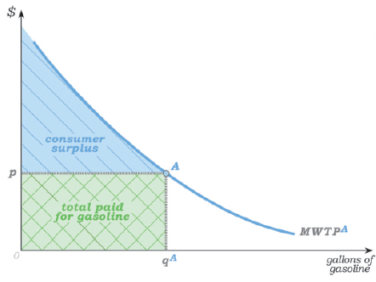 $
consumer
surplus
A
p
total paid
for gasoline
MWTP^A
0
q^A
gallons of
gasoline